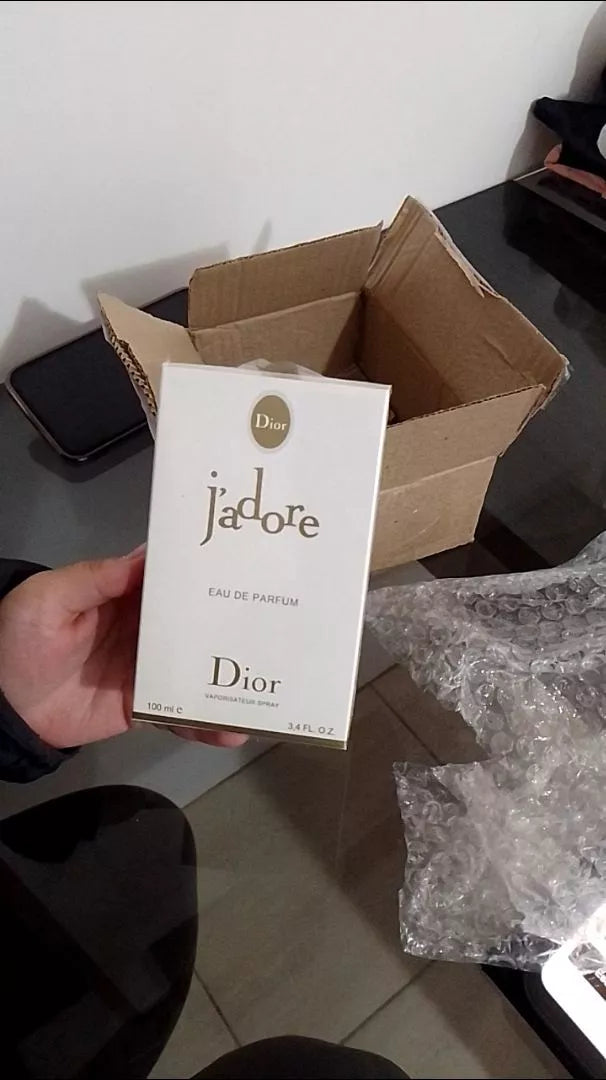 Dior
j'adore
EAU DE PARFUM
Dior
VAPORISATEUR-SPRAY
100 ml e
3,4 FL. OZ.